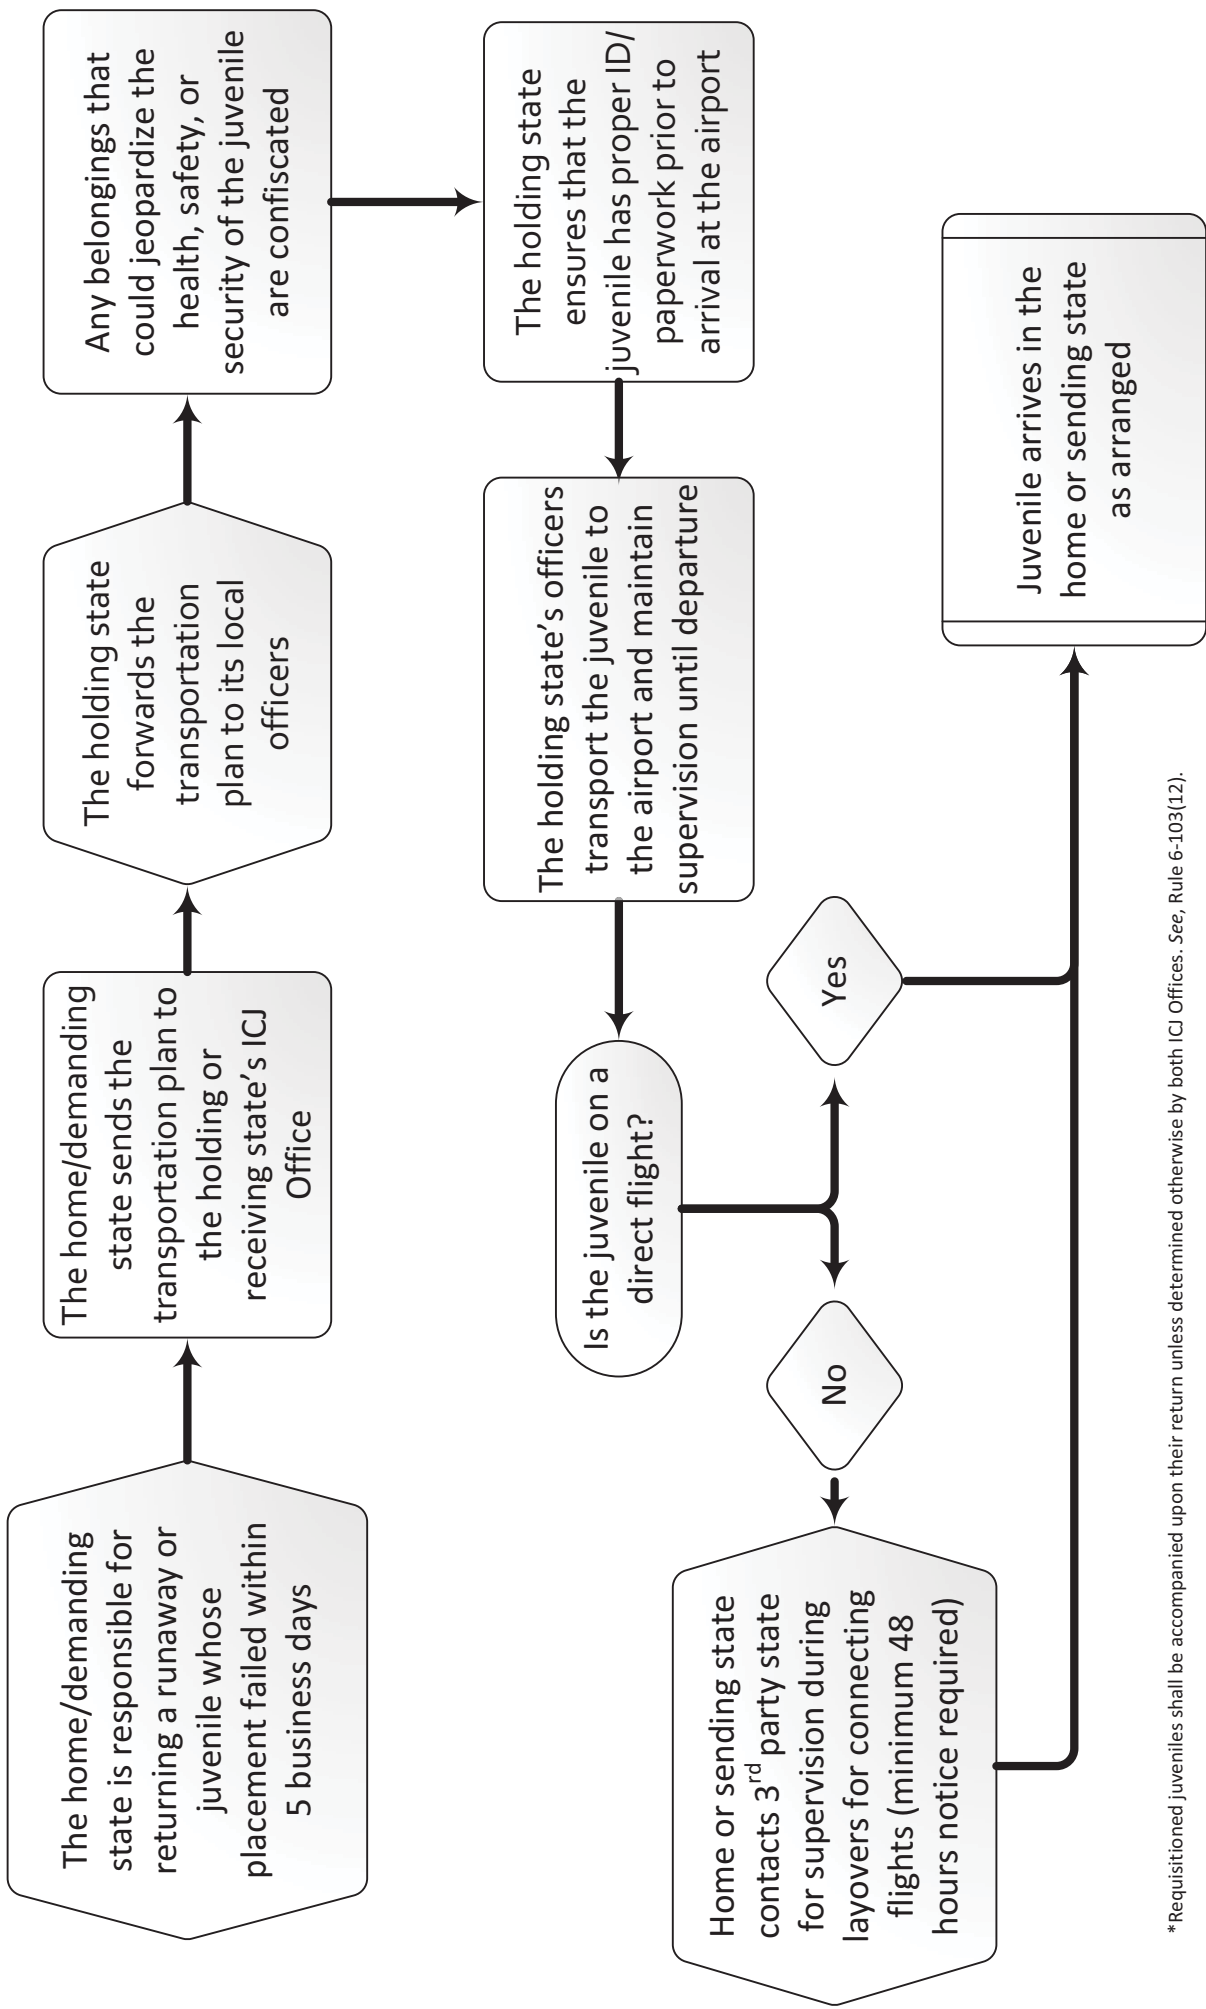 The home/demanding
state is responsible for
returning a runaway or
juvenile whose
placement failed within
5 business days
The home/demanding
state sends the
transportation plan to
the holding or
receiving state’s ICJ
Office
The holding state
forwards the
transportation
plan to its local
officers
Any belongings that
could jeopardize the
health, safety, or
security of the juvenile
are confiscated
The holding state
ensures that the
juvenile has proper ID/
paperwork prior to
arrival at the airport
The holding state’s officers
transport the juvenile to
the airport and maintain
supervision until departure
Is the juvenile on a
direct flight?
No
Yes
Home or sending state
contacts 3rd party state
for supervision during
layovers for connecting
flights (minimum 48
hours notice required)
Juvenile arrives in the
home or sending state
as arranged
*Requisitioned juveniles shall be accompanied upon their return unless determined otherwise by both ICJ Offices. See, Rule 6-103(12).